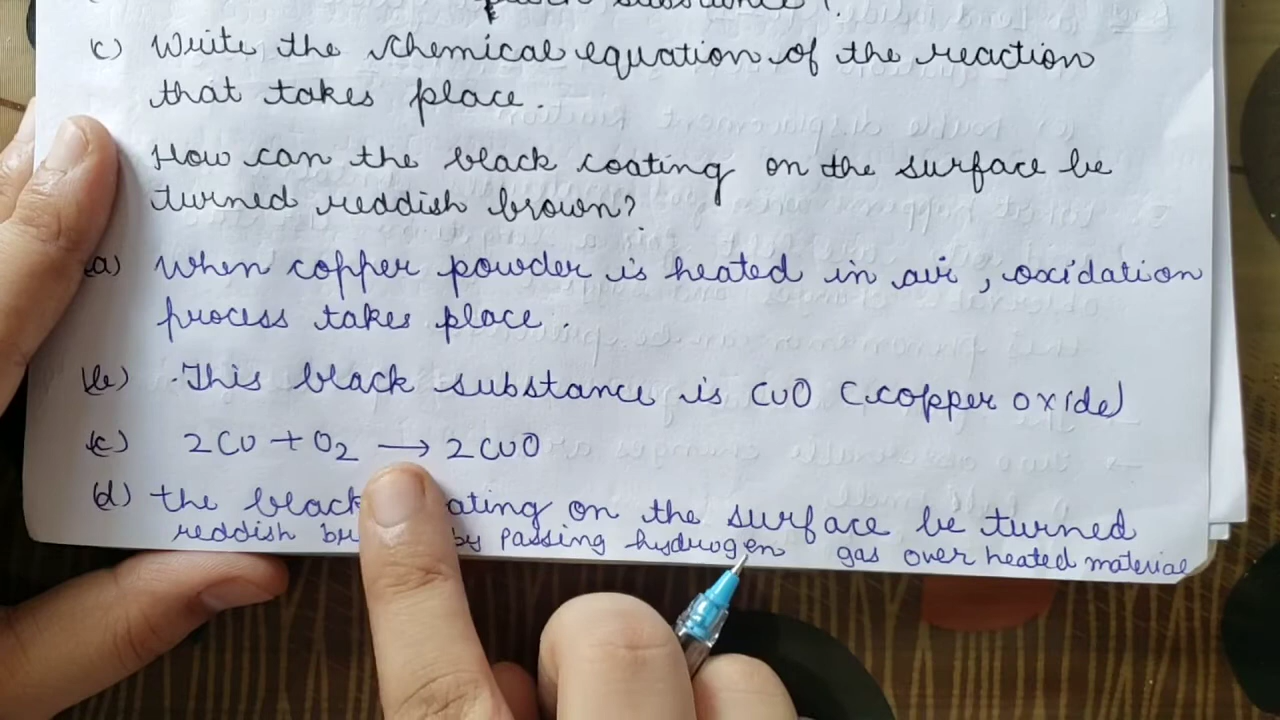 substance?
c) Write the chemical equation of the reaction
that takes place.
How can the black coating on the surface be
turned reddish brown?
(a) When copper powder is heated in air, oxidation
process takes place.
(b) This black substance is CuO (copper oxide)
(c) 2Cu + O2 → 2CuO
(d) the black ating on the surface be turned
reddish by passing hydrogen gas over heated material